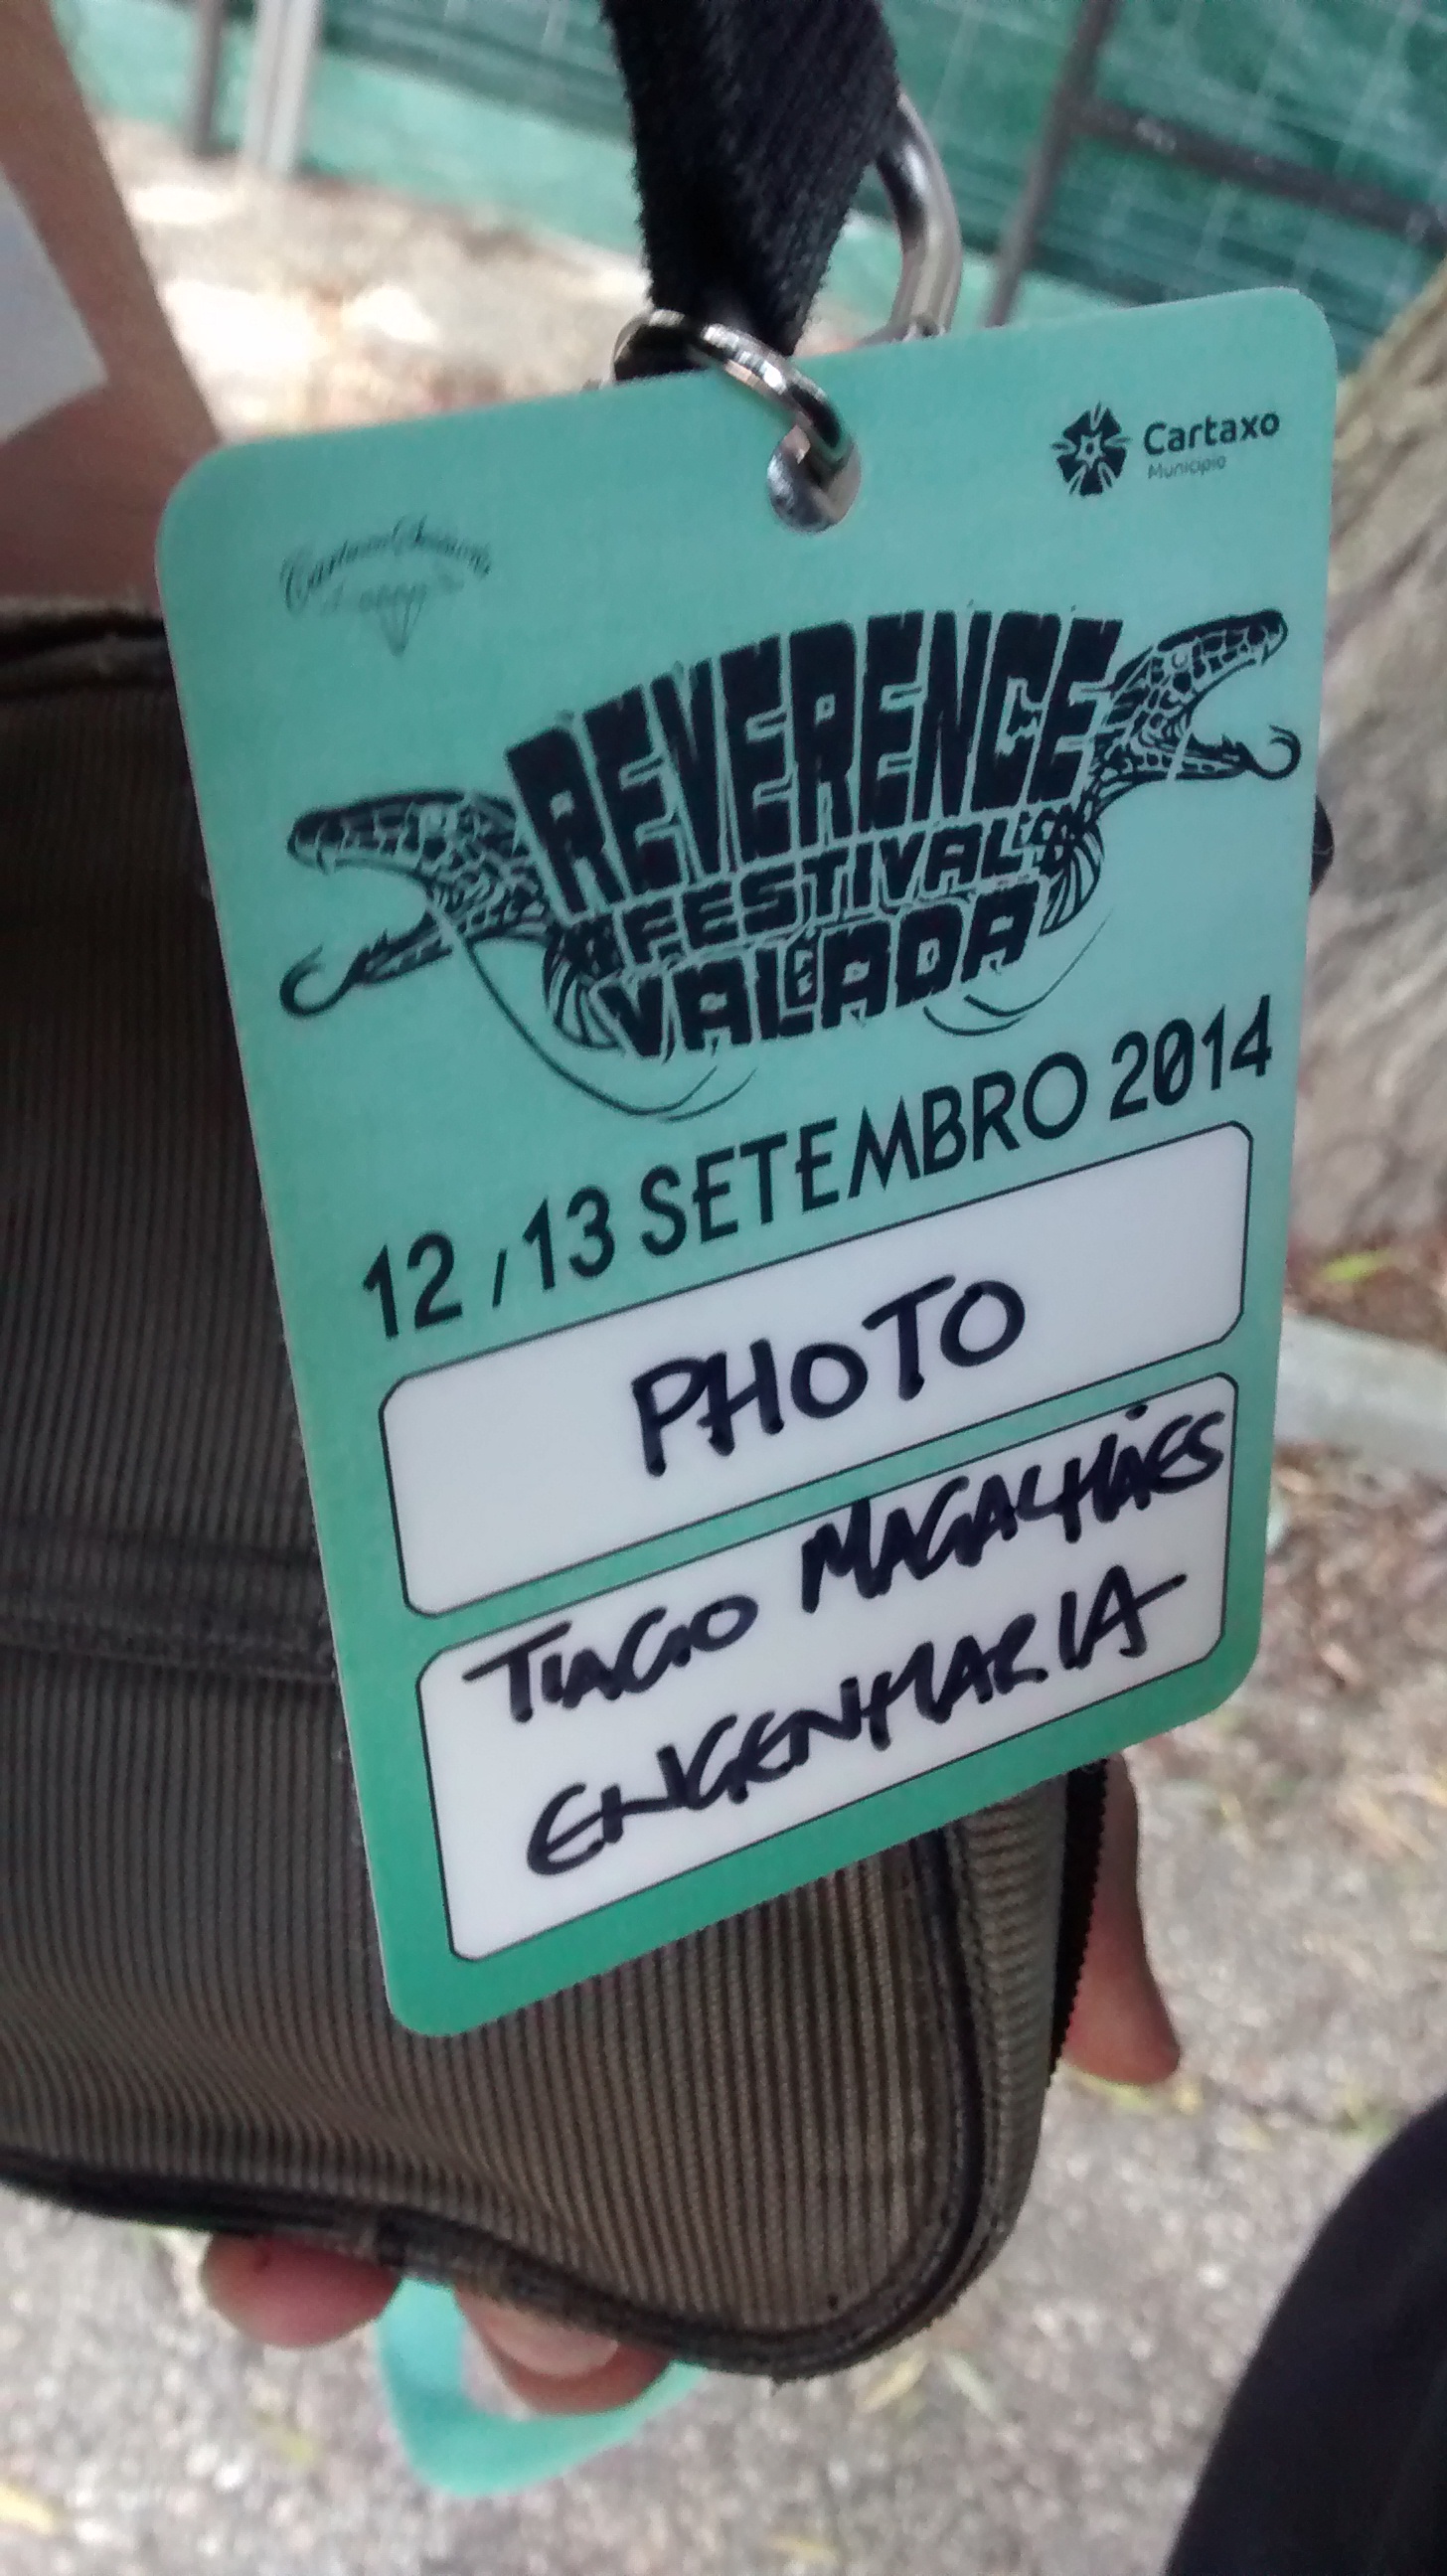 Cartaxo
Município
REVERENCE
FESTIVAL
VALADA
12 / 13 SETEMBRO 2014
PHOTO
TIAGO MAGALHÃES
ENGENHARIA